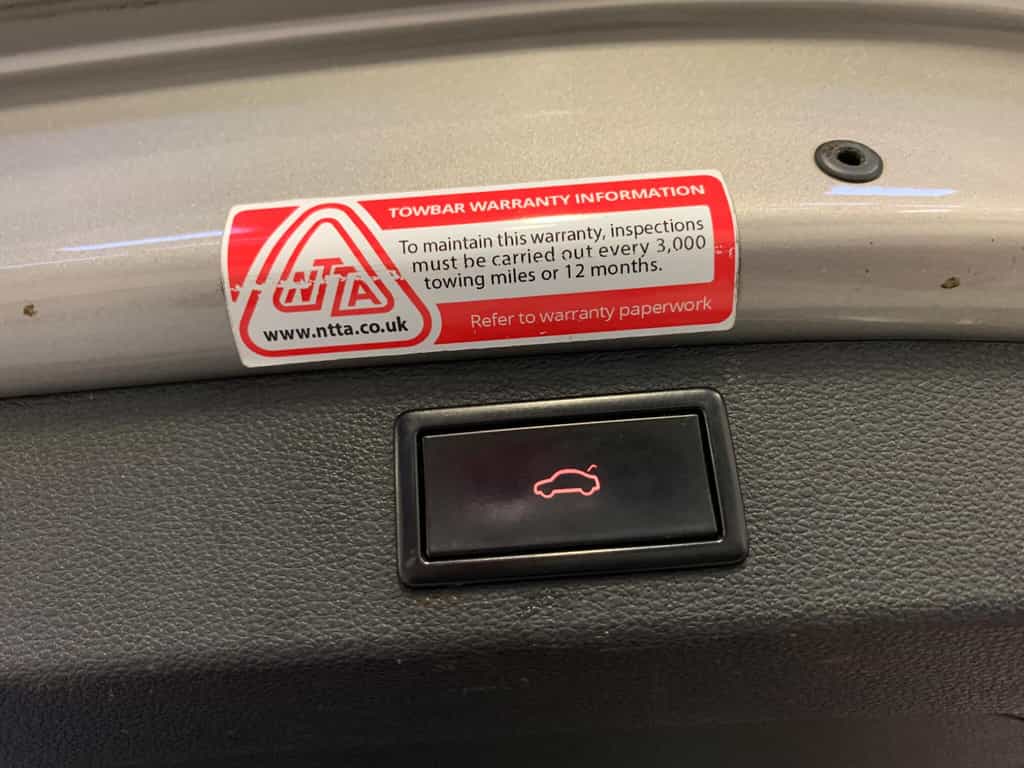 TOWBAR WARRANTY INFORMATION
To maintain this warranty, inspections
must be carried out every 3,000
towing miles or 12 months.
Refer to warranty paperwork
NTTA
www.ntta.co.uk